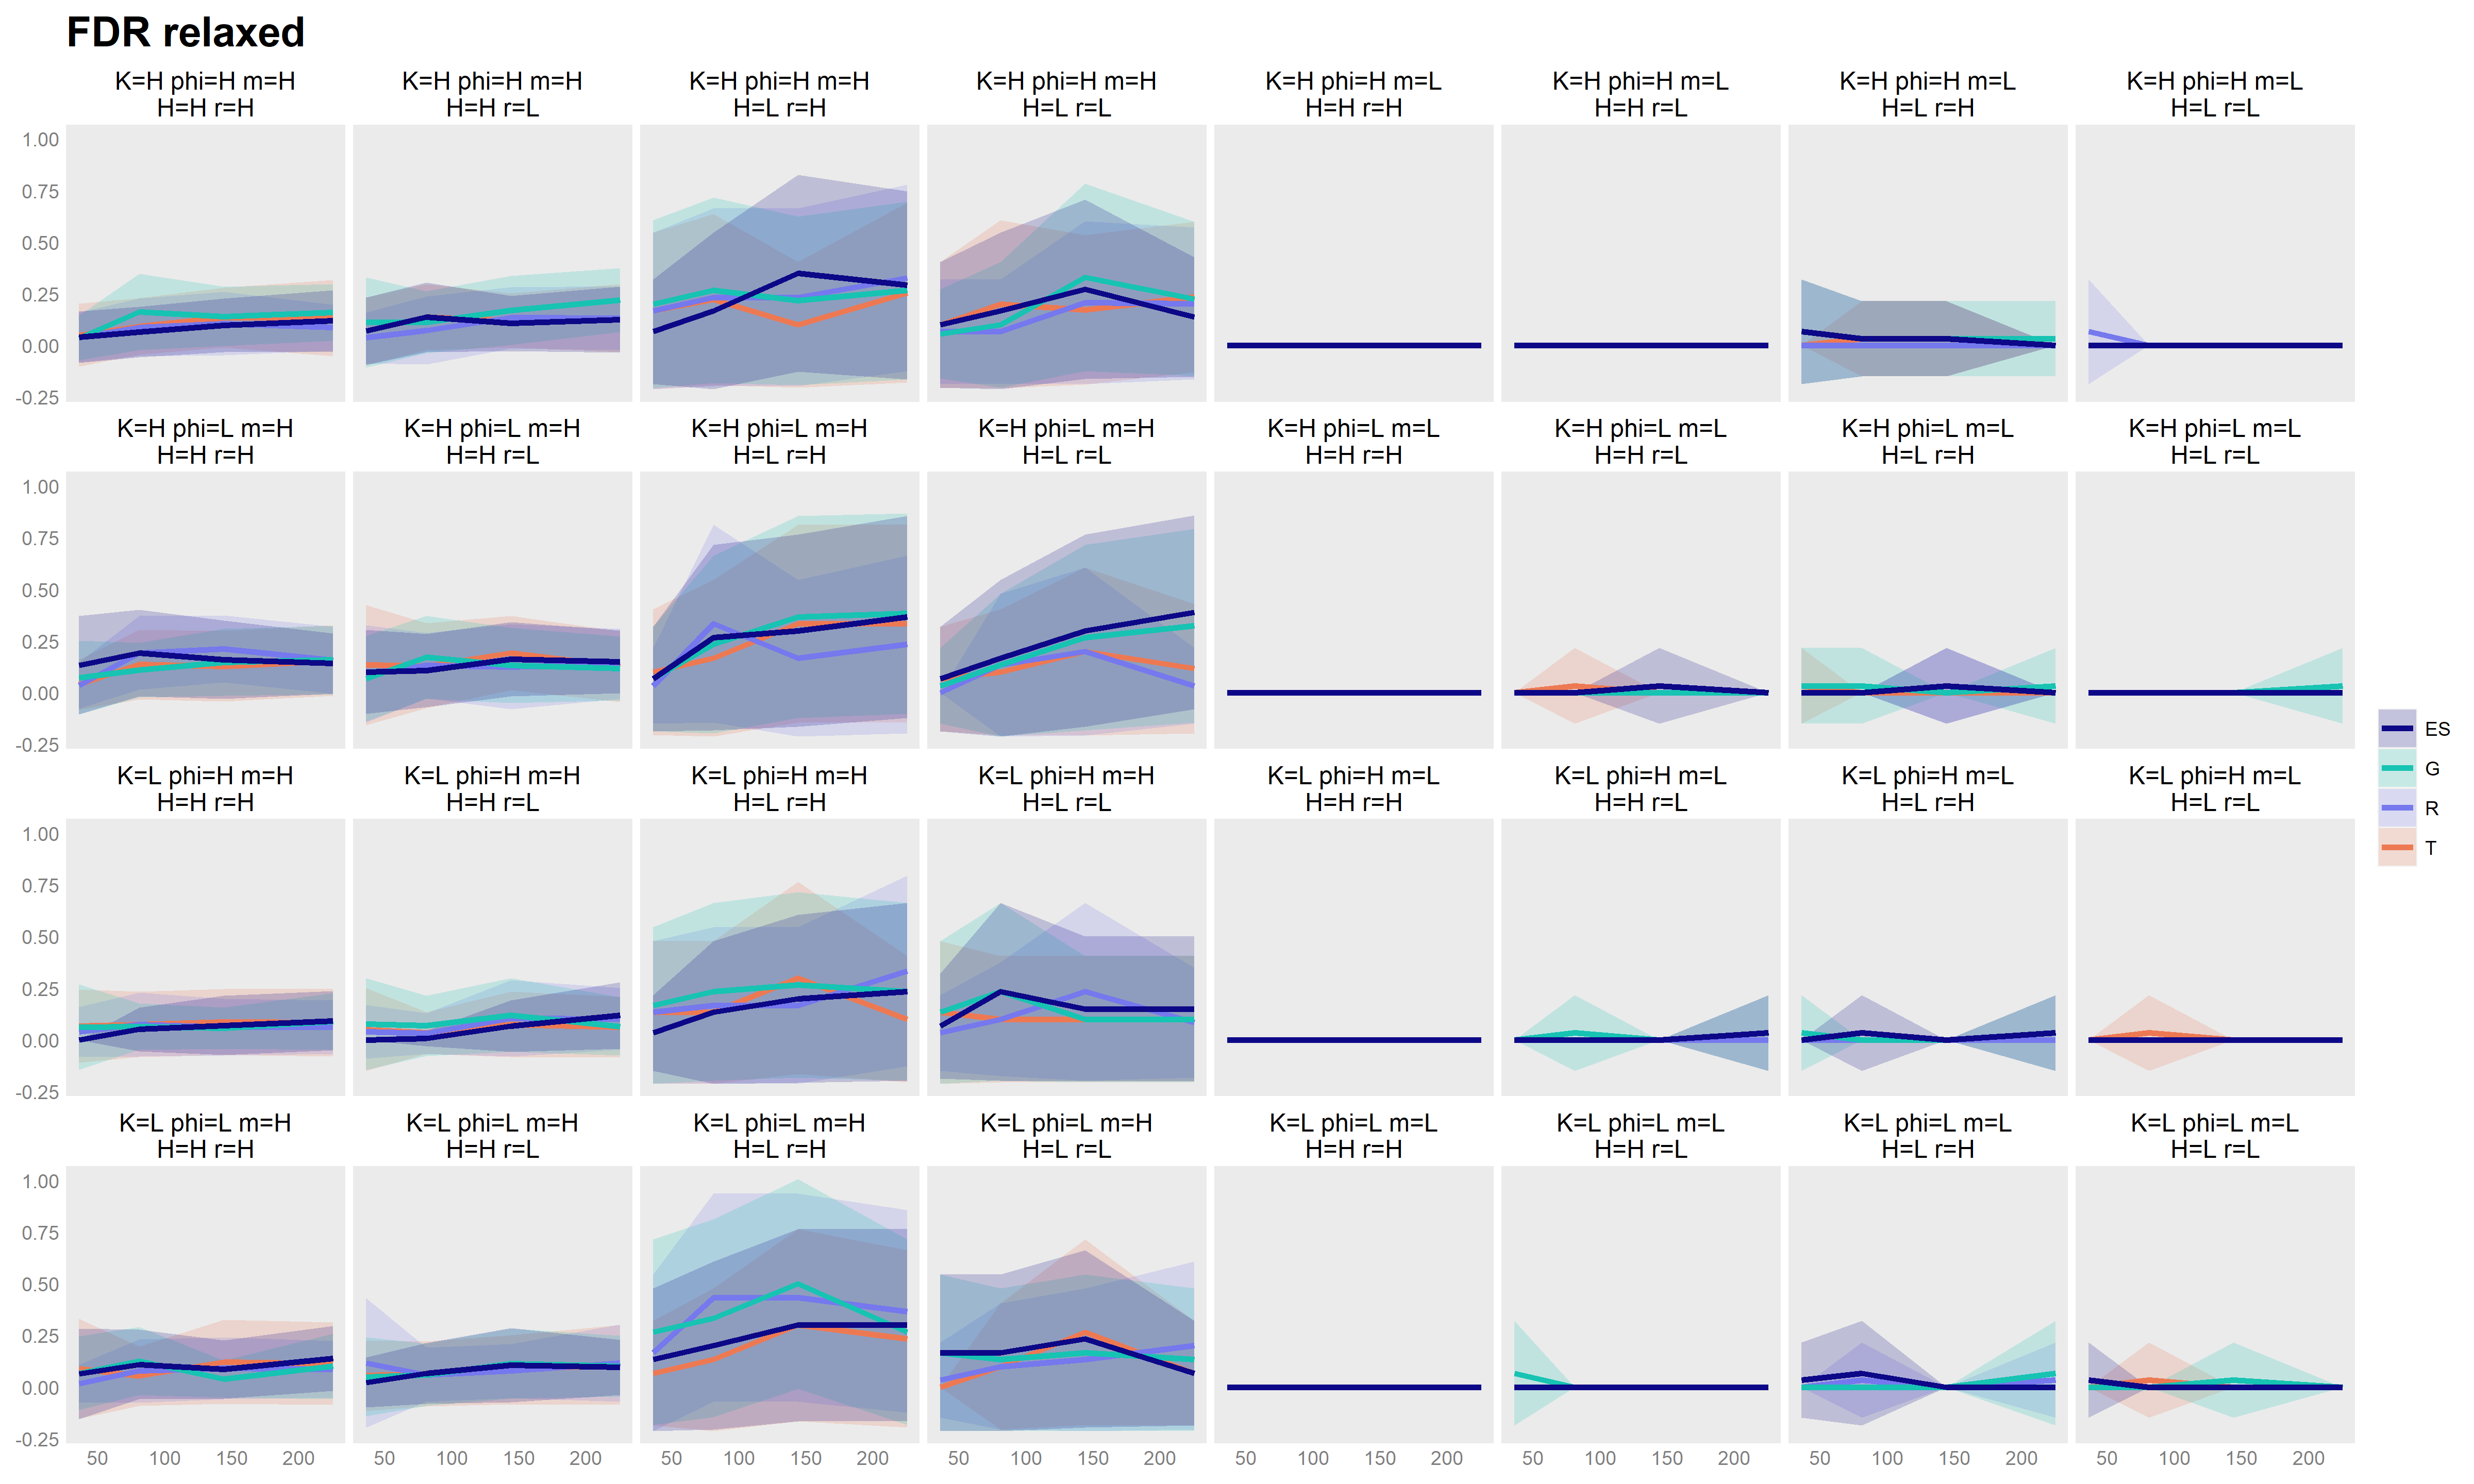 FDR relaxed
K=H phi=H m=H K=H phi=H m=H K=H phi=H m=H K=H phi=H m=H K=H phi=H m=L K=H phi=H m=L K=H phi=H m=L K=H phi=H m=L
H=H r=H H=H r=L H=L r=H H=L r=L H=H r=H H=H r=L H=L r=H H=L r=L
1.00
0.75
0.50
0.25
0.00
-0.25
K=H phi=L m=H K=H phi=L m=H K=H phi=L m=H K=H phi=L m=H K=H phi=L m=L K=H phi=L m=L K=H phi=L m=L K=H phi=L m=L
H=H r=H H=H r=L H=L r=H H=L r=L H=H r=H H=H r=L H=L r=H H=L r=L
1.00
0.75
0.50
0.25
0.00
-0.25
K=L phi=H m=H K=L phi=H m=H K=L phi=H m=H K=L phi=H m=H K=L phi=H m=L K=L phi=H m=L K=L phi=H m=L K=L phi=H m=L
H=H r=H H=H r=L H=L r=H H=L r=L H=H r=H H=H r=L H=L r=H H=L r=L
1.00
0.75
0.50
0.25
0.00
-0.25
K=L phi=L m=H K=L phi=L m=H K=L phi=L m=H K=L phi=L m=H K=L phi=L m=L K=L phi=L m=L K=L phi=L m=L K=L phi=L m=L
H=H r=H H=H r=L H=L r=H H=L r=L H=H r=H H=H r=L H=L r=H H=L r=L
1.00
0.75
0.50
0.25
0.00
-0.25
50 100 150 200 50 100 150 200 50 100 150 200 50 100 150 200 50 100 150 200 50 100 150 200 50 100 150 200 50 100 150 200
ES
G
R
T